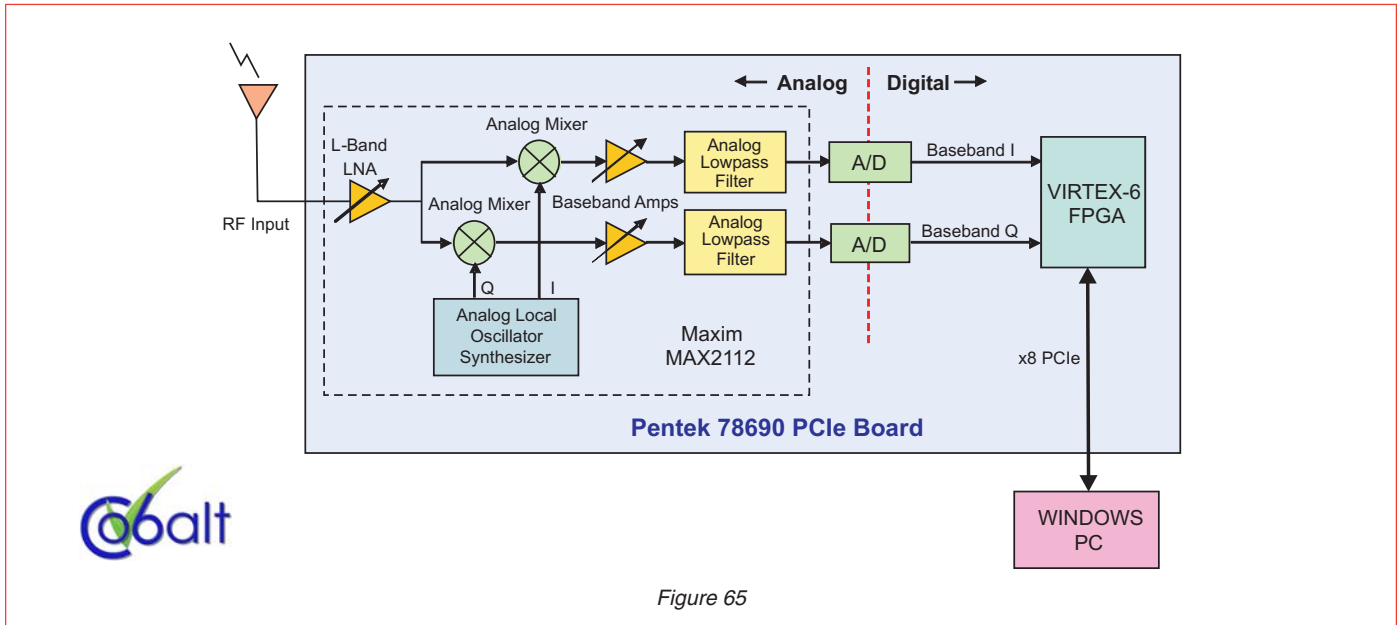 Analog
Digital
L-Band
LNA
RF Input
Analog Mixer
Analog Mixer
Baseband Amps
Analog
Lowpass
Filter
Analog
Lowpass
Filter
A/D
A/D
Baseband I
Baseband Q
VIRTEX-6
FPGA
Q
I
Analog Local
Oscillator
Synthesizer
Maxim
MAX2112
x8 PCIe
Pentek 78690 PCIe Board
WINDOWS
PC
Cobalt
Figure 65